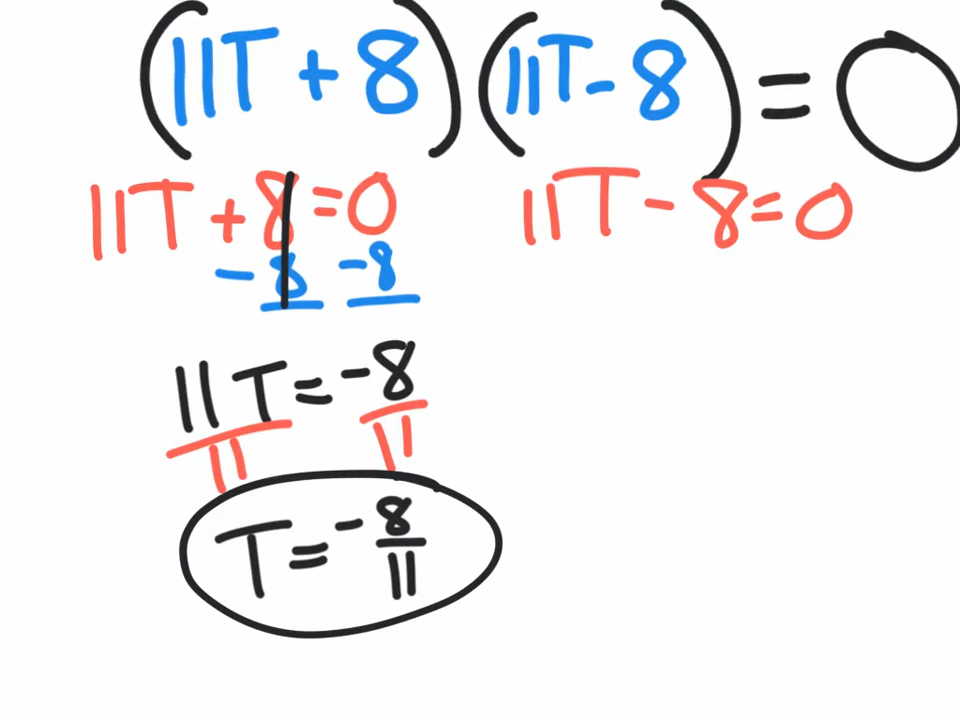 (11T + 8) (11T - 8) = 0
11T + 8 = 0
- 8 - 8
11T = -8
11 11
T = - 8/11
11T - 8 = 0